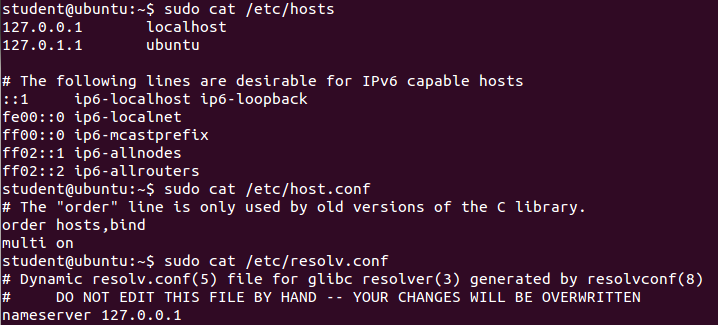 student@ubuntu:~$ sudo cat /etc/hosts
127.0.0.1       localhost
127.0.1.1       ubuntu

# The following lines are desirable for IPv6 capable hosts
::1     ip6-localhost ip6-loopback
fe00::0 ip6-localnet
ff00::0 ip6-mcastprefix
ff02::1 ip6-allnodes
ff02::2 ip6-allrouters
student@ubuntu:~$ sudo cat /etc/host.conf
# The "order" line is only used by old versions of the C library.
order hosts,bind
multi on
student@ubuntu:~$ sudo cat /etc/resolv.conf
# Dynamic resolv.conf(5) file for glibc resolver(3) generated by resolvconf(8)
#     DO NOT EDIT THIS FILE BY HAND -- YOUR CHANGES WILL BE OVERWRITTEN
nameserver 127.0.0.1